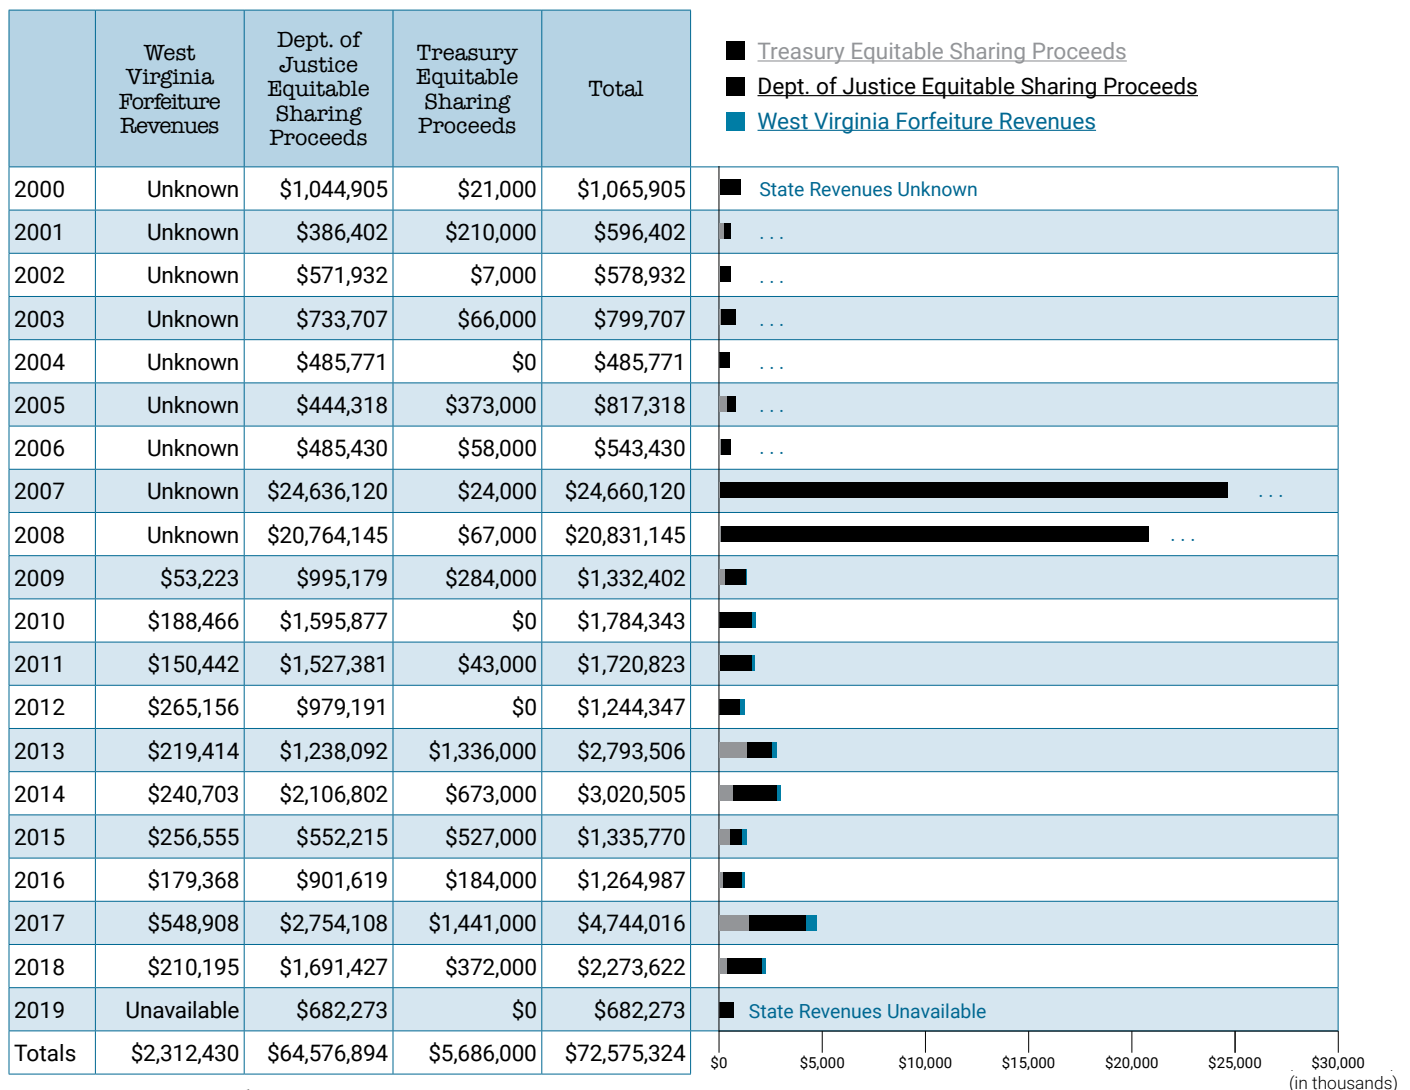 West Virginia Forfeiture Revenues
Dept. of Justice Equitable Sharing Proceeds
Treasury Equitable Sharing Proceeds
Total
Treasury Equitable Sharing Proceeds
Dept. of Justice Equitable Sharing Proceeds
West Virginia Forfeiture Revenues
2000 Unknown $1,044,905 $21,000 $1,065,905 State Revenues Unknown
2001 Unknown $386,402 $210,000 $596,402 . . .
2002 Unknown $571,932 $7,000 $578,932 . . .
2003 Unknown $733,707 $66,000 $799,707 . . .
2004 Unknown $485,771 $0 $485,771 . . .
2005 Unknown $444,318 $373,000 $817,318 . . .
2006 Unknown $485,430 $58,000 $543,430 . . .
2007 Unknown $24,636,120 $24,000 $24,660,120 . . .
2008 Unknown $20,764,145 $67,000 $20,831,145 . . .
2009 $53,223 $995,179 $284,000 $1,332,402
2010 $188,466 $1,595,877 $0 $1,784,343
2011 $150,442 $1,527,381 $43,000 $1,720,823
2012 $265,156 $979,191 $0 $1,244,347
2013 $219,414 $1,238,092 $1,336,000 $2,793,506
2014 $240,703 $2,106,802 $673,000 $3,020,505
2015 $256,555 $552,215 $527,000 $1,335,770
2016 $179,368 $901,619 $184,000 $1,264,987
2017 $548,908 $2,754,108 $1,441,000 $4,744,016
2018 $210,195 $1,691,427 $372,000 $2,273,622
2019 Unavailable $682,273 $0 $682,273 State Revenues Unavailable
Totals $2,312,430 $64,576,894 $5,686,000 $72,575,324
$0 $5,000 $10,000 $15,000 $20,000 $25,000 $30,000
(in thousands)